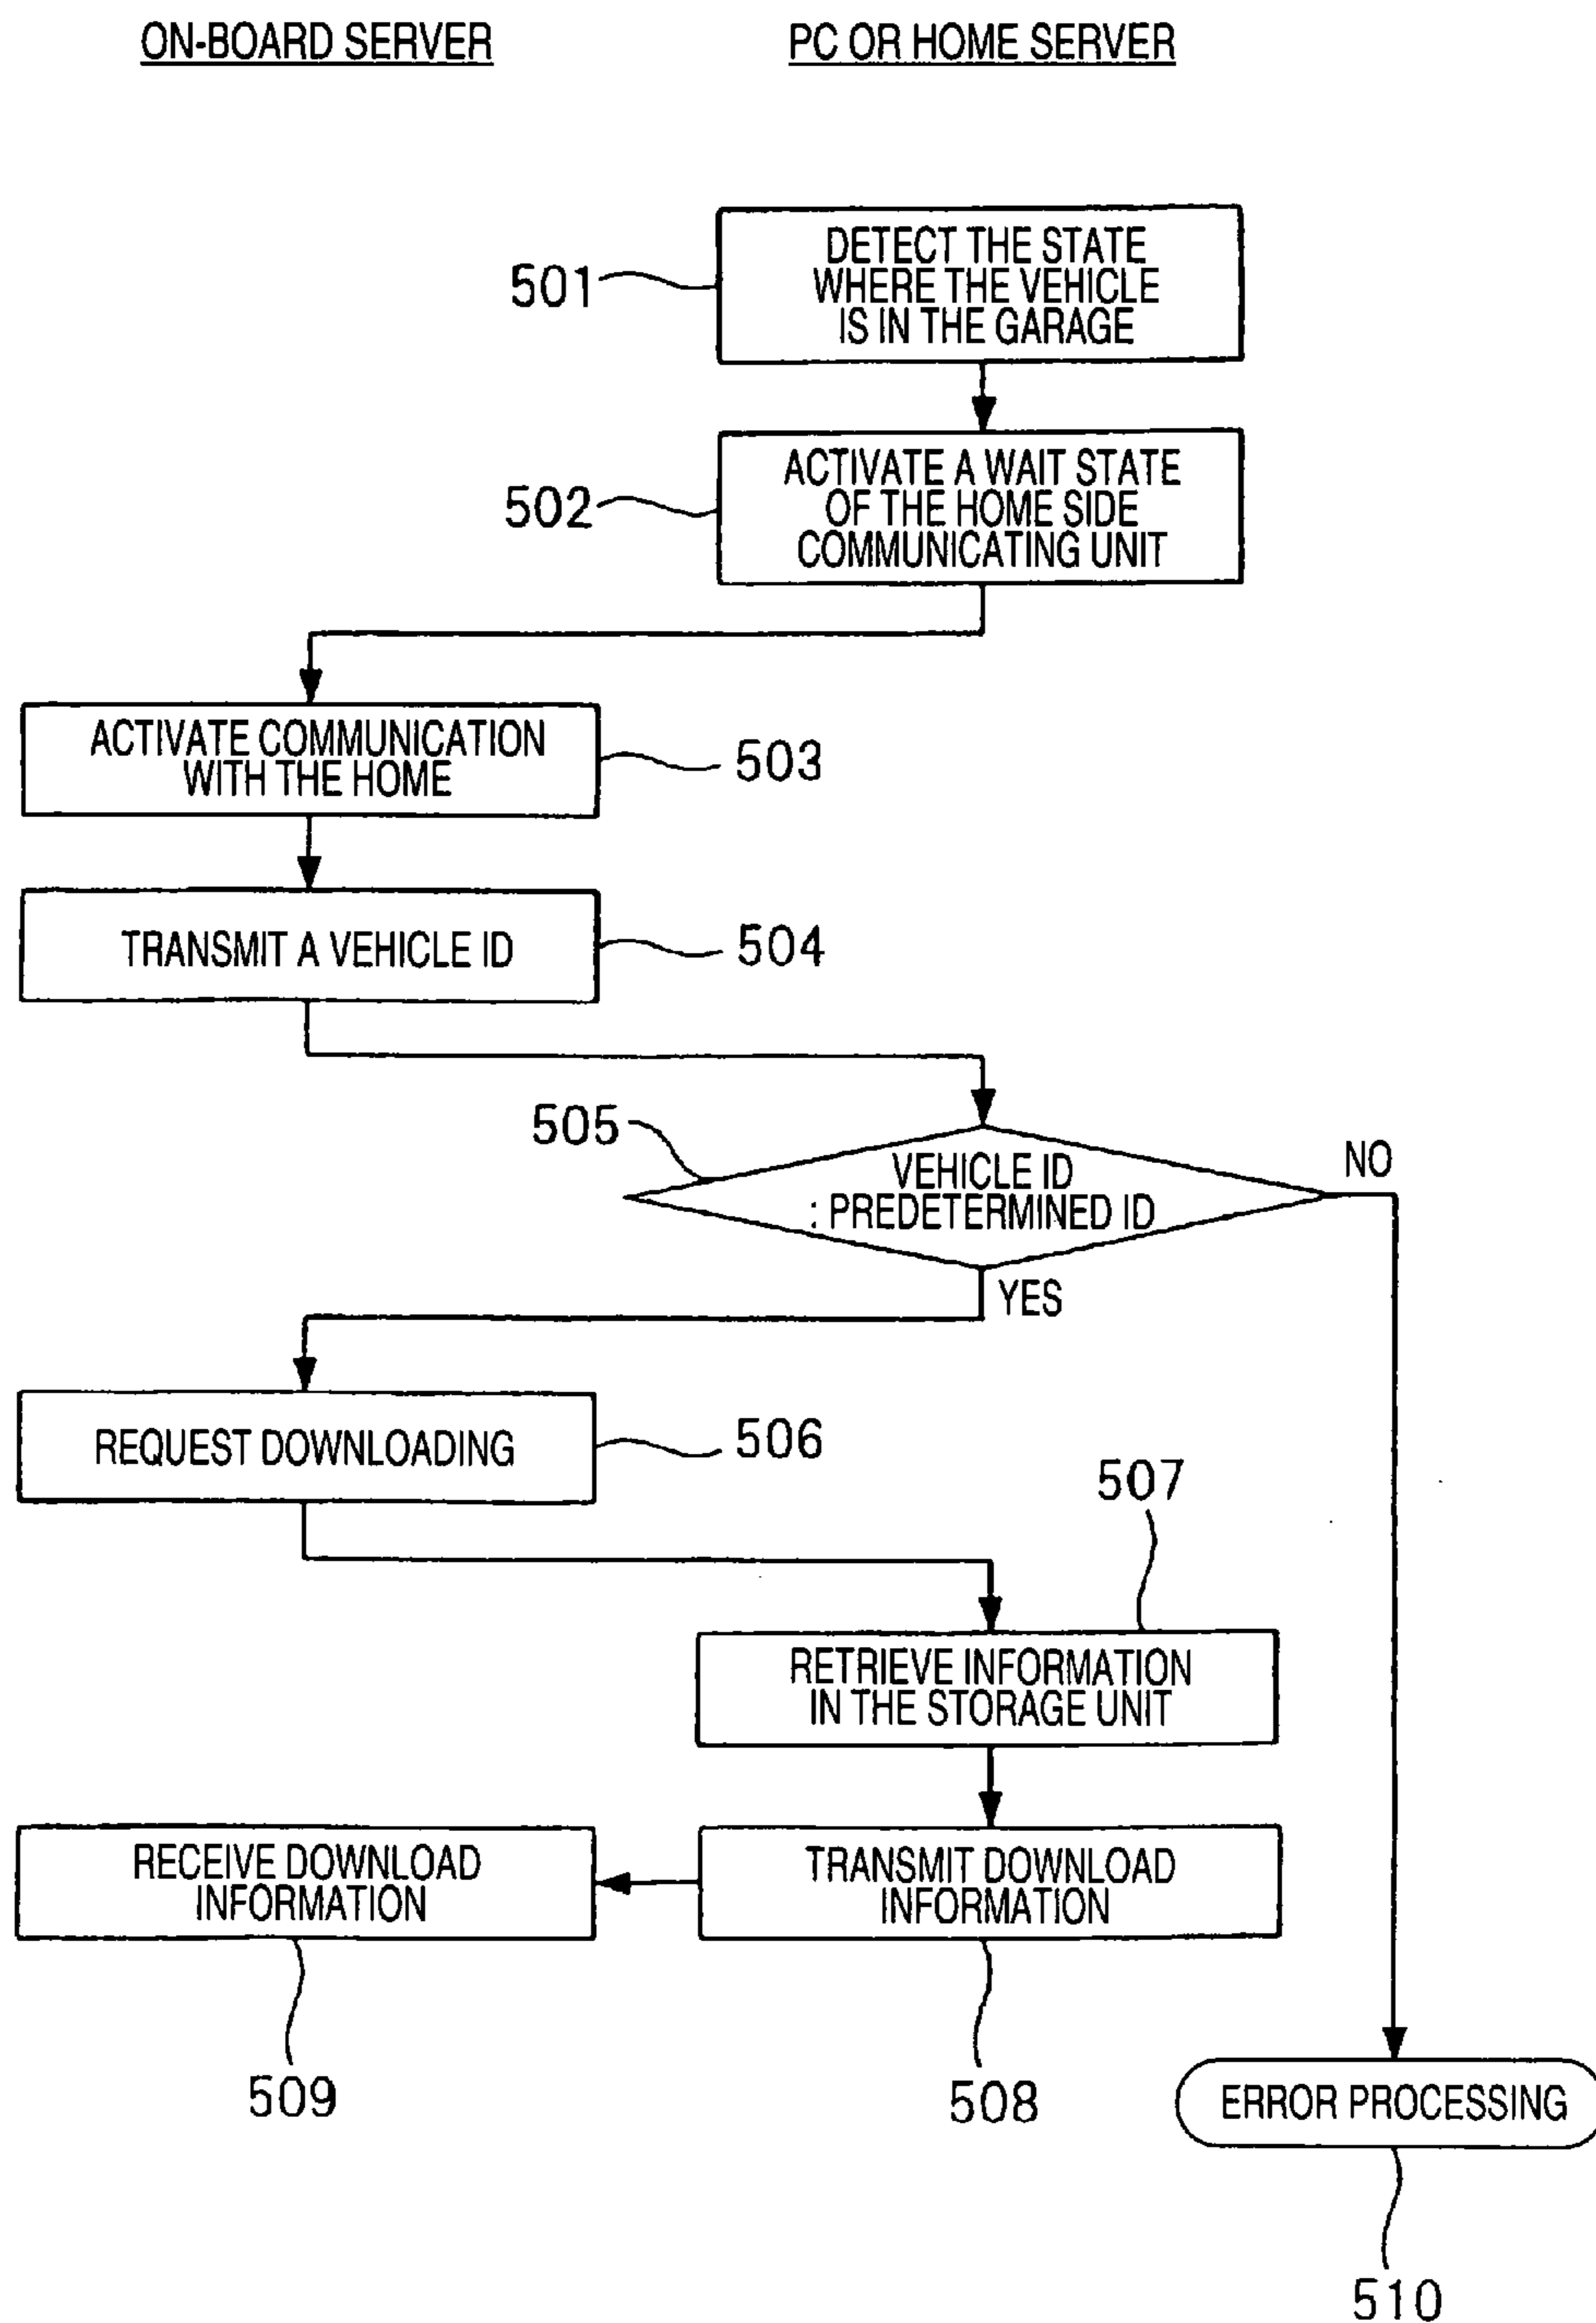 ON-BOARD SERVER
PC OR HOME SERVER
DETECT THE STATE
WHERE THE VEHICLE
IS IN THE GARAGE
501
ACTIVATE A WAIT STATE
OF THE HOME SIDE
COMMUNICATING UNIT
502
ACTIVATE COMMUNICATION
WITH THE HOME
503
TRANSMIT A VEHICLE ID
504
505
VEHICLE ID
: PREDETERMINED ID
NO
YES
REQUEST DOWNLOADING
506
507
RETRIEVE INFORMATION
IN THE STORAGE UNIT
RECEIVE DOWNLOAD
INFORMATION
TRANSMIT DOWNLOAD
INFORMATION
509
508
ERROR PROCESSING
510